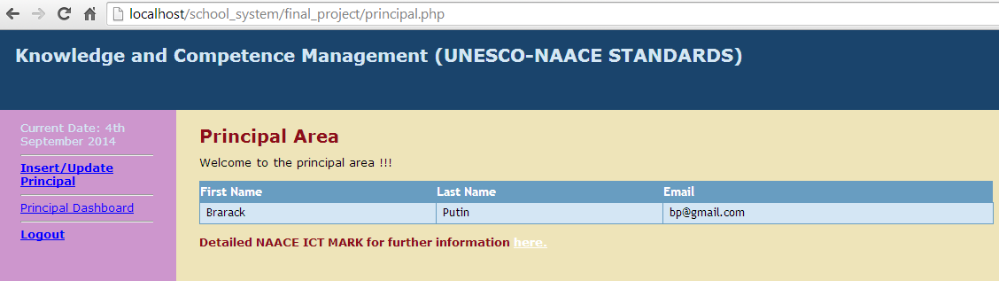 localhost/school_system/final_project/principal.php
Knowledge and Competence Management (UNESCO-NAACE STANDARDS)
Current Date: 4th
September 2014
Insert/Update
Principal
Principal Dashboard
Logout
Principal Area
Welcome to the principal area !!!
First Name Last Name Email
Brarack Putin bp@gmail.com
Detailed NAACE ICT MARK for further information here.